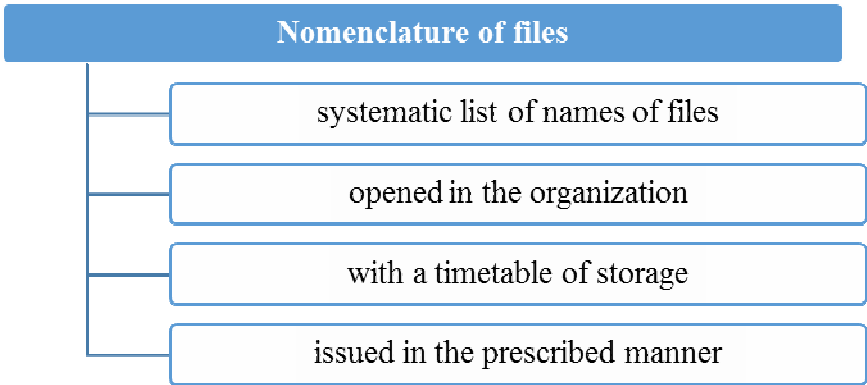 Nomenclature of files
systematic list of names of files
opened in the organization
with a timetable of storage
issued in the prescribed manner